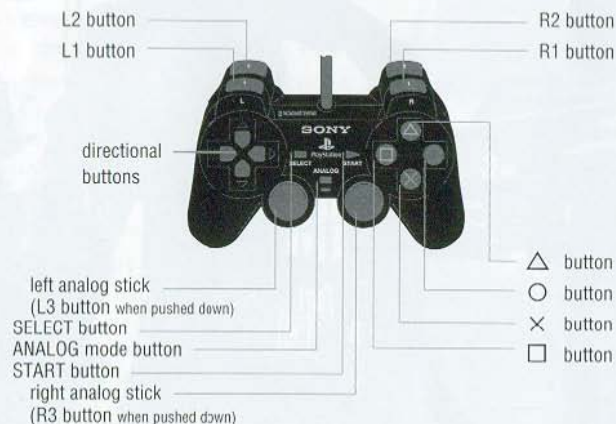 L2 button
L1 button
R2 button
R1 button
L
R
SONY
PlayStation
SELECT
START
ANALOG
directional
buttons
left analog stick
(L3 button when pushed down)
SELECT button
ANALOG mode button
START button
right analog stick
(R3 button when pushed down)
△ button
○ button
× button
□ button